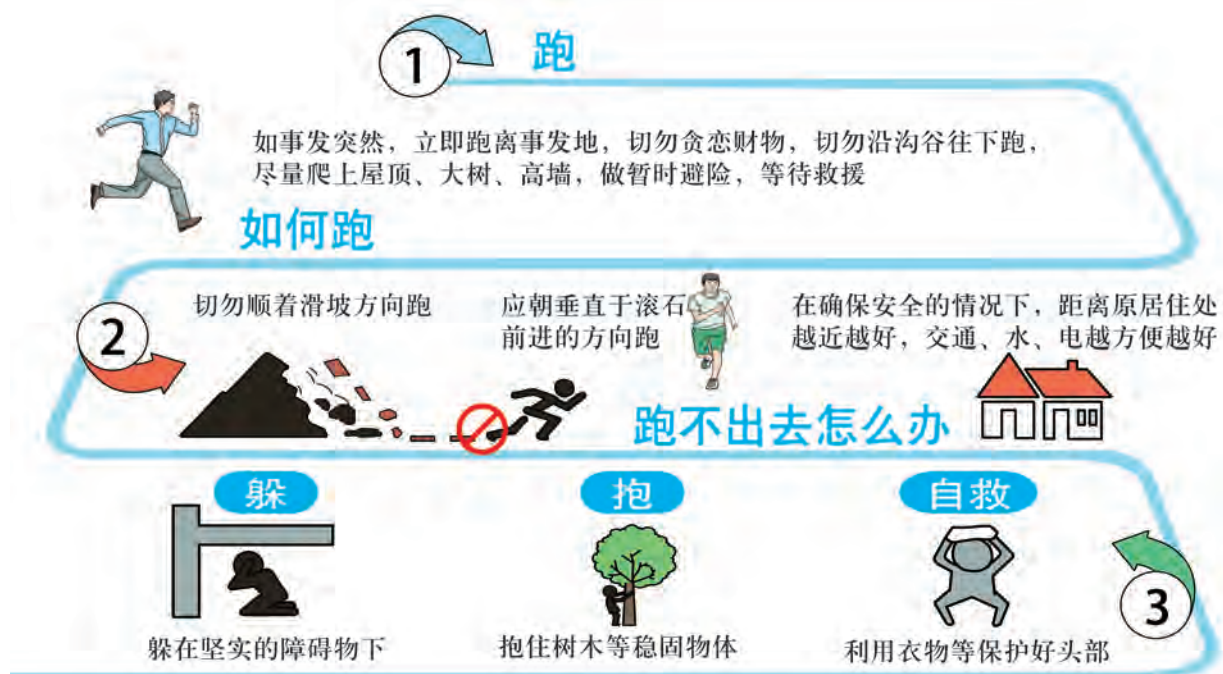 1
跑
如事发突然，立即跑离事发地，切勿贪恋财物，切勿沿沟谷往下跑，
尽量爬上屋顶、大树、高墙，做暂时避险，等待救援
如何跑
2
切勿顺着滑坡方向跑
应朝垂直于滚石
前进的方向跑
在确保安全的情况下，距离原居住处
越近越好，交通、水、电越方便越好
跑不出去怎么办
躲
抱
自救
3
躲在坚实的障碍物下
抱住树木等稳固物体
利用衣物等保护好头部